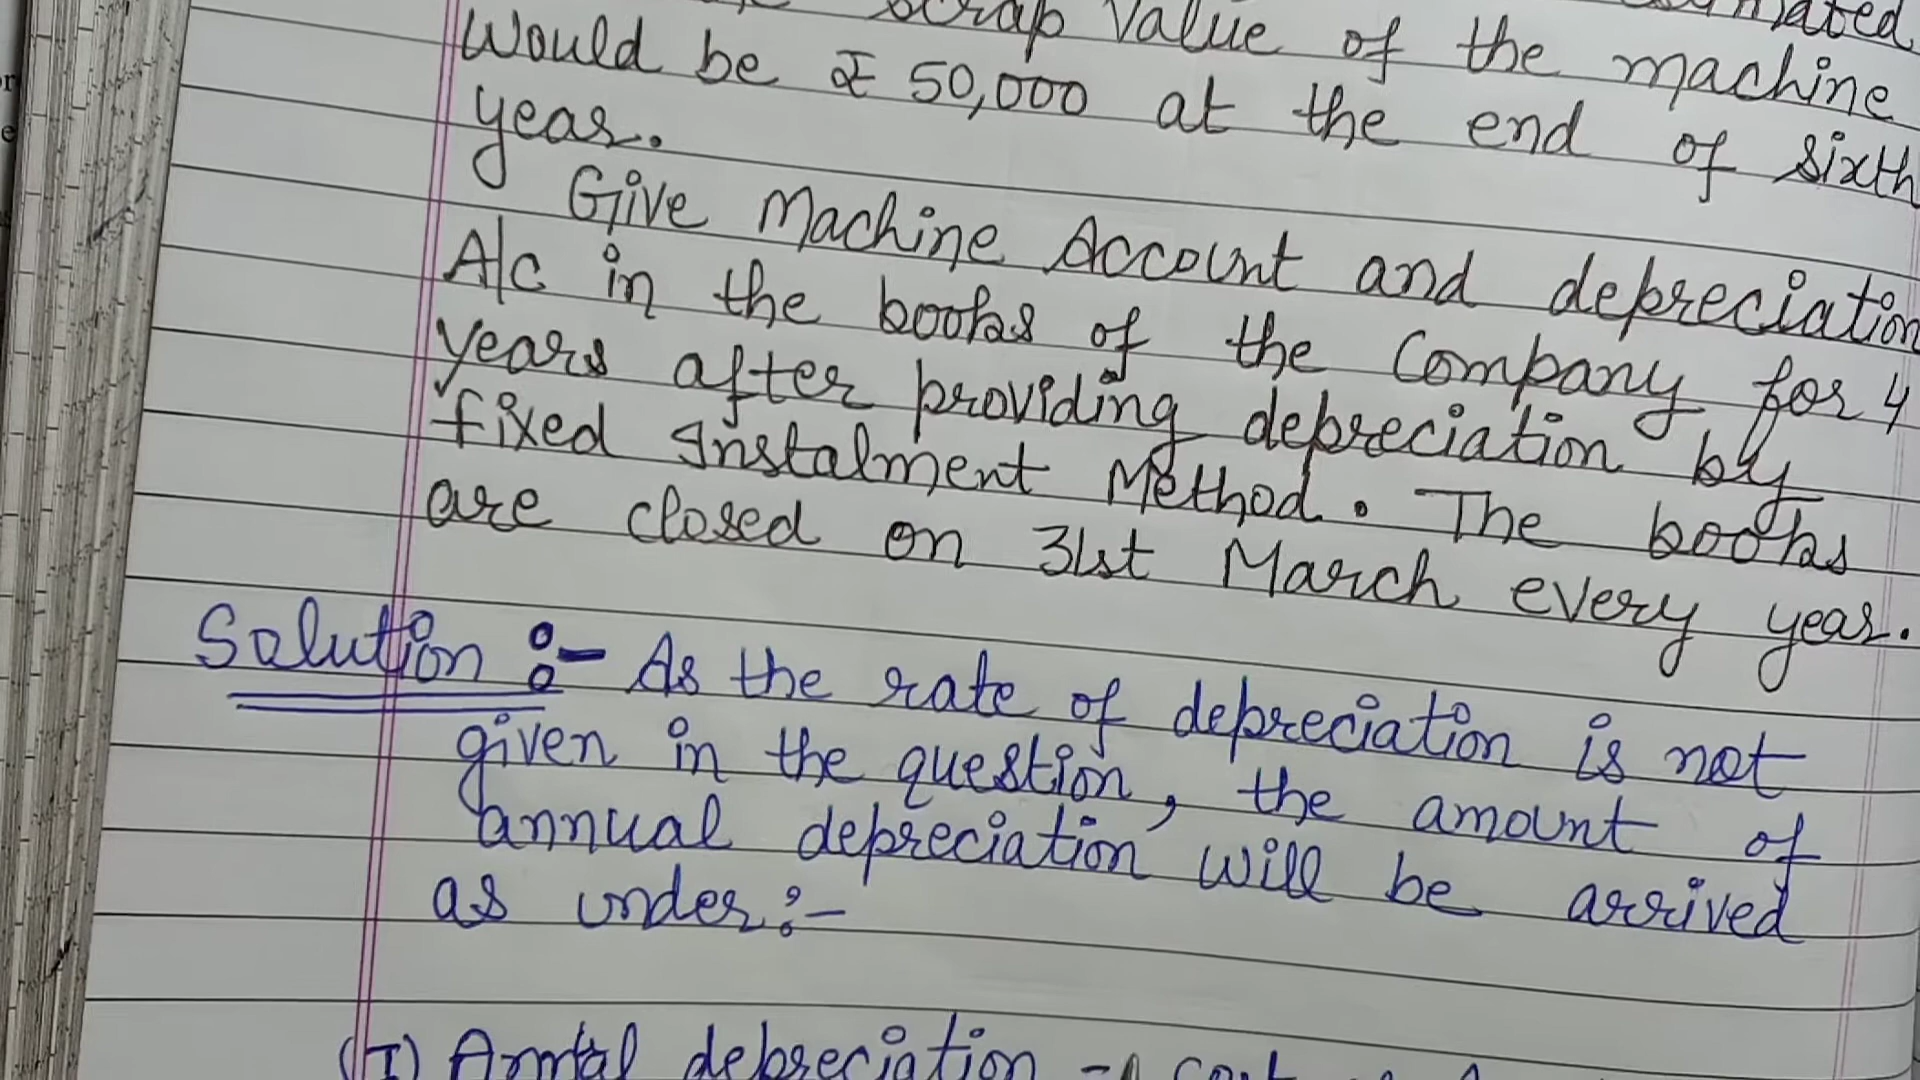 scrap value of the machine
Would be ₹ 50,000 at the end of sixth
year.
Give Machine Account and depreciation
A/c in the books of the Company for 4
years after providing depreciation by
fixed Instalment Method. The books
are closed on 31st March every year.
Solution :- As the rate of depreciation is not
given in the question, the amount of
annual depreciation will be arrived
as under :-
(I) Annual depreciation -